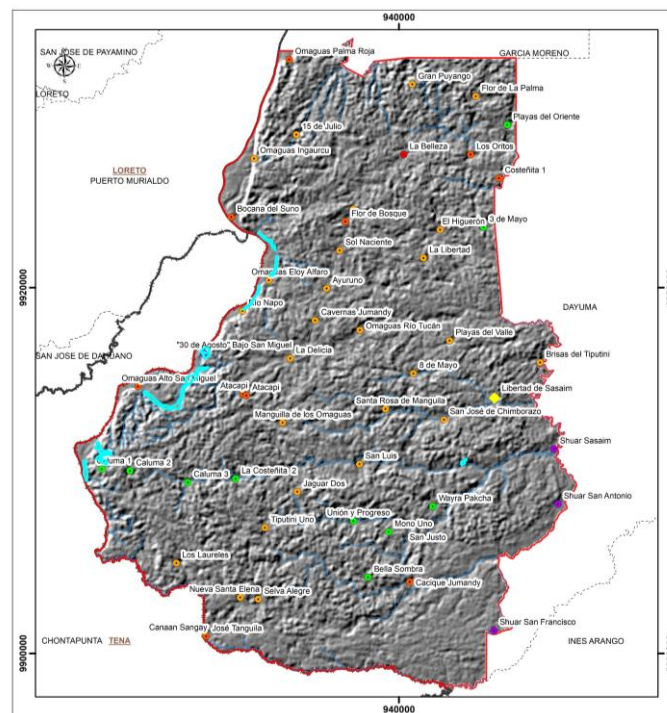 940000
SAN JOSE DE PAYAMINO
Omaguas Palma Roja
GARCIA MORENO
N
W
E
S
Gran Puyango
LORETO
Flor de La Palma
Playas del Oriente
15 de Julio
La Belleza
Los Oritos
Omaguas Ingaurcu
LORETO
PUERTO MURIALDO
Costeñita 1
Bocana del Suno
Flor de Bosque
El Higuerón
3 de Mayo
Sol Naciente
La Libertad
Omaguas Eloy Alfaro
9920000
Ayuruno
Río Napo
DAYUMA
Cavernas Jumandy
Omaguas Río Tucán
Playas del Valle
"30 de Agosto" Bajo San Miguel
SAN JOSE DE DAHUANO
La Delicia
Brisas del Tiputini
8 de Mayo
Omaguas Alto San Miguel
Atacapi
Atacapi
Libertad de Sasaim
Santa Rosa de Manguila
Manguilla de los Omaguas
San José de Chimborazo
Shuar Sasaim
Caluma 1
Caluma 2
San Luis
Caluma 3
La Costeñita 2
Jaguar Dos
Wayra Pakcha
Shuar San Antonio
Unión y Progreso
Tiputini Uno
Mono Uno
San Justo
Los Laureles
Bella Sombra
Cacique Jumandy
Nueva Santa Elena
Selva Alegre
Canaan Sangay
José Tanguila
Shuar San Francisco
CHONTAPUNTA
TENA
INES ARANGO
9900000
940000